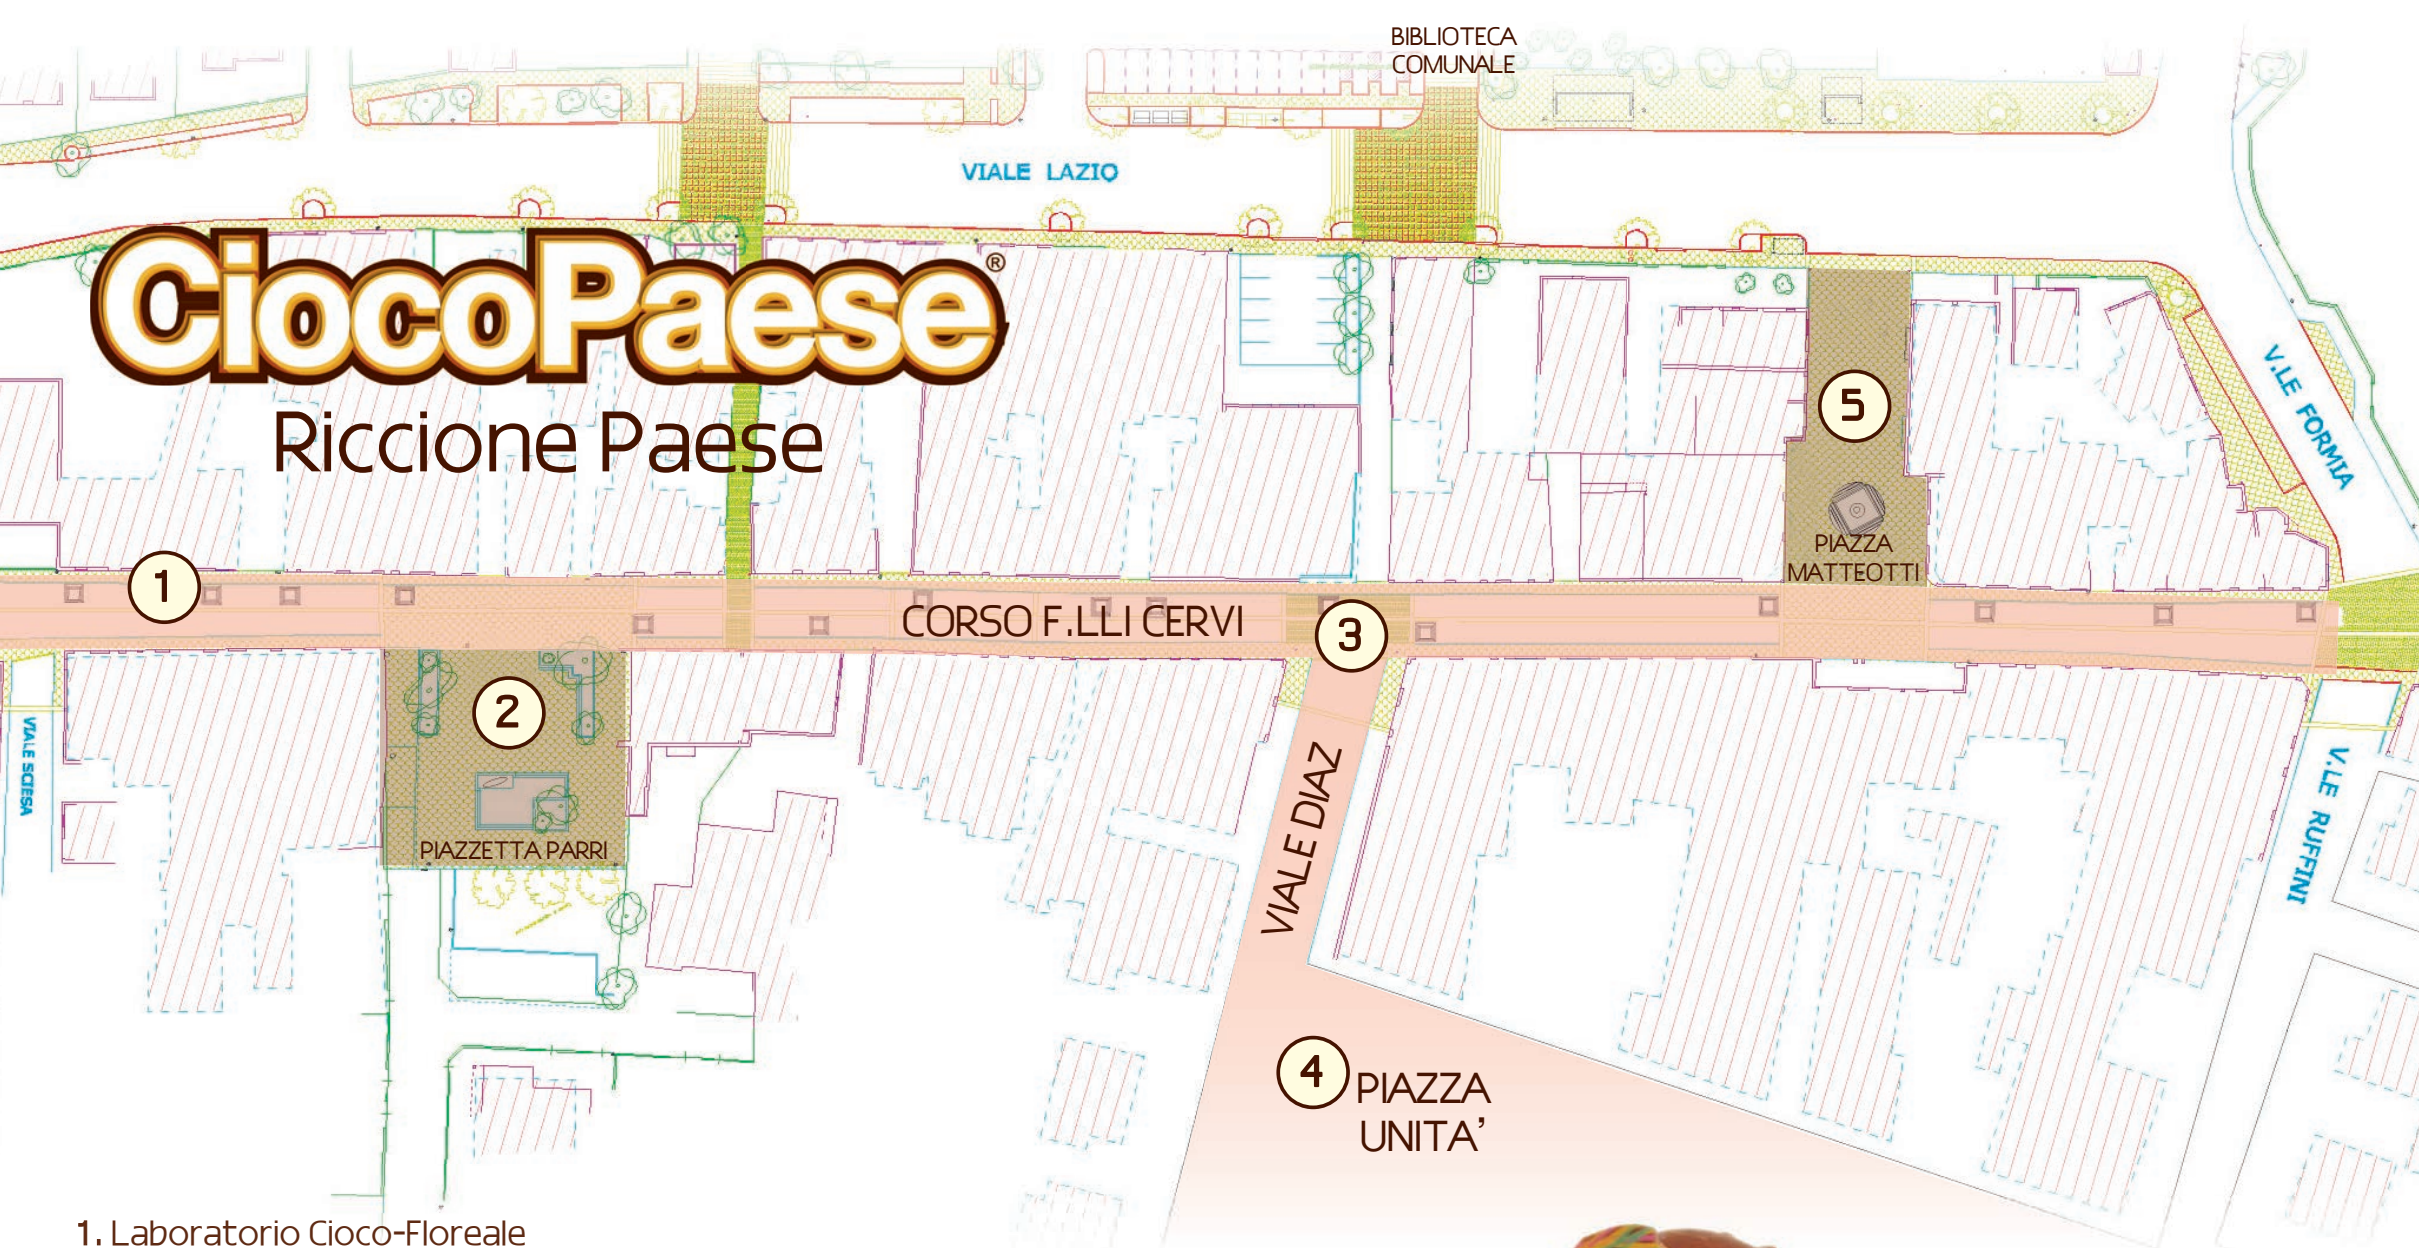 BIBLIOTECA
COMUNALE
VIALE LAZIO
CiocoPaese®
Riccione Paese
5
V.LE FORMIA
PIAZZA
MATTEOTTI
1
CORSO F.LLI CERVI
3
2
VIALE SCIESA
PIAZZETTA PARRI
VIALE DIAZ
V.LE RUFFINI
4
PIAZZA
UNITA'
1. Laboratorio Cioco-Floreale